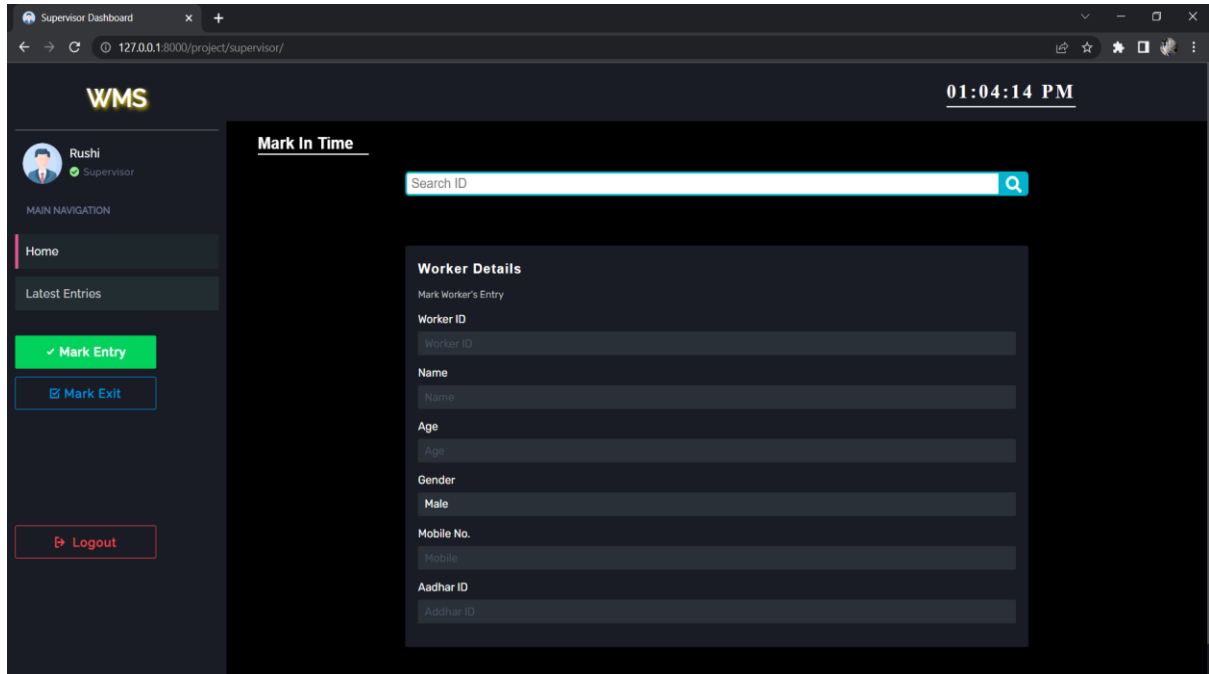 Supervisor Dashboard
127.0.0.1:8000/project/supervisor/
WMS
01:04:14 PM
Rushi
Supervisor
MAIN NAVIGATION
Home
Latest Entries
Mark Entry
Mark Exit
Logout
Mark In Time
Search ID
Worker Details
Mark Worker's Entry
Worker ID
Worker ID
Name
Name
Age
Age
Gender
Male
Mobile No.
Mobile
Aadhar ID
Addhar ID